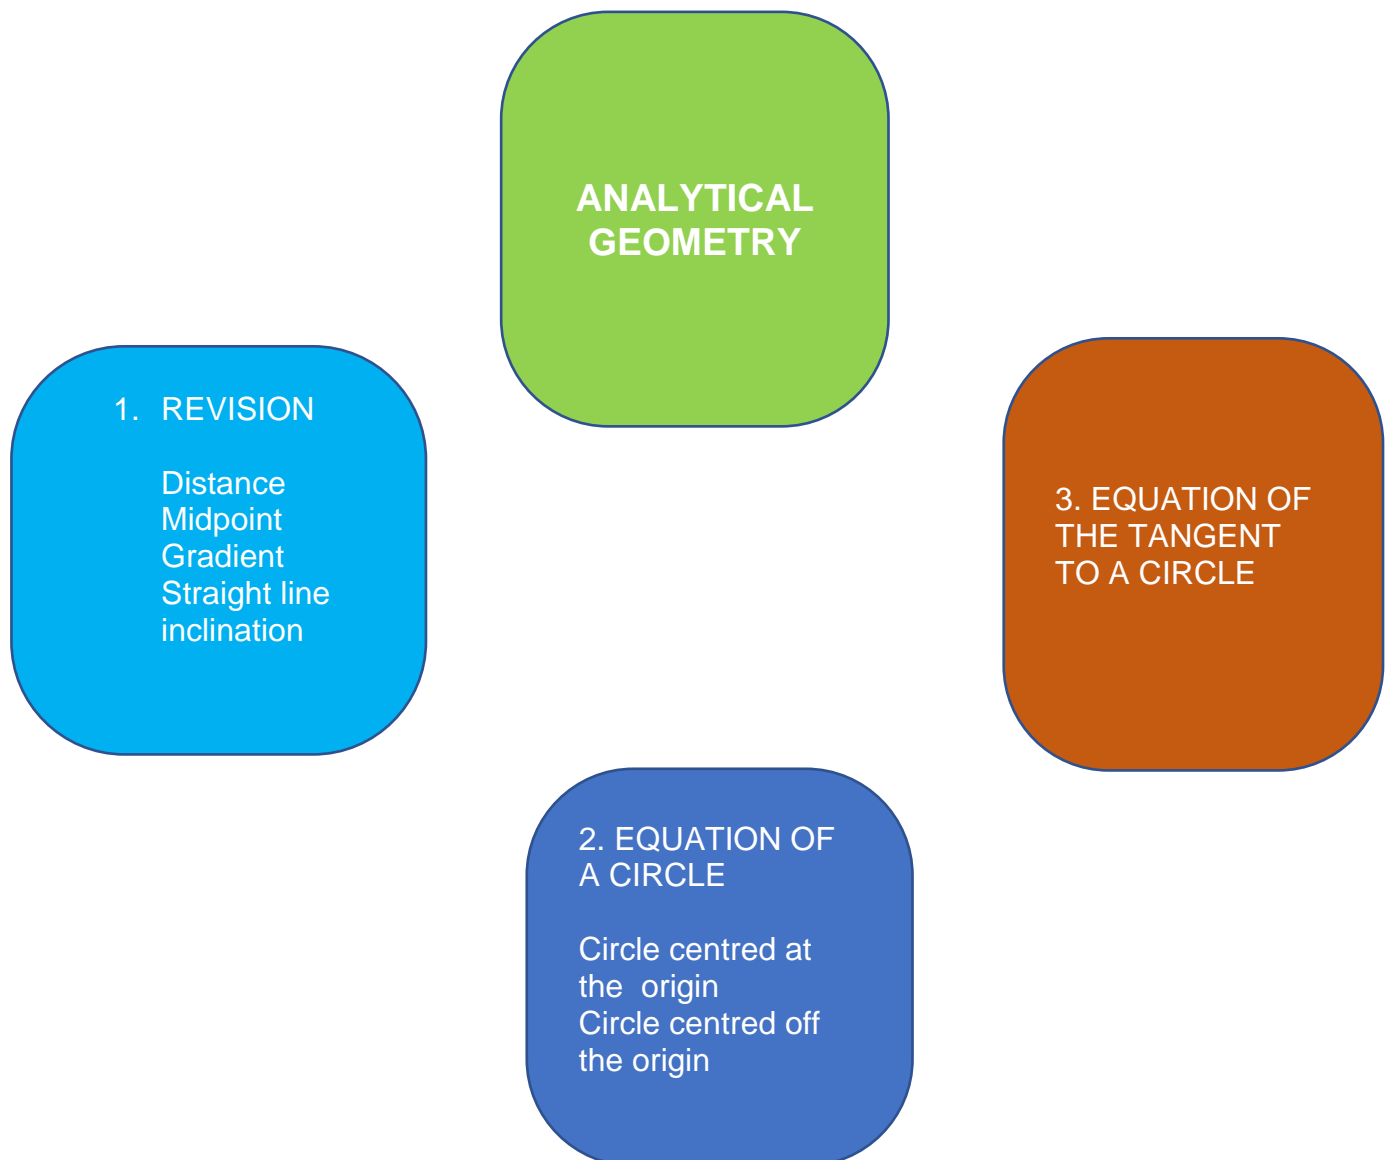 ANALYTICAL
GEOMETRY
1. REVISION
Distance
Midpoint
Gradient
Straight line
inclination
2. EQUATION OF
A CIRCLE
Circle centred at
the origin
Circle centred off
the origin
3. EQUATION OF
THE TANGENT
TO A CIRCLE